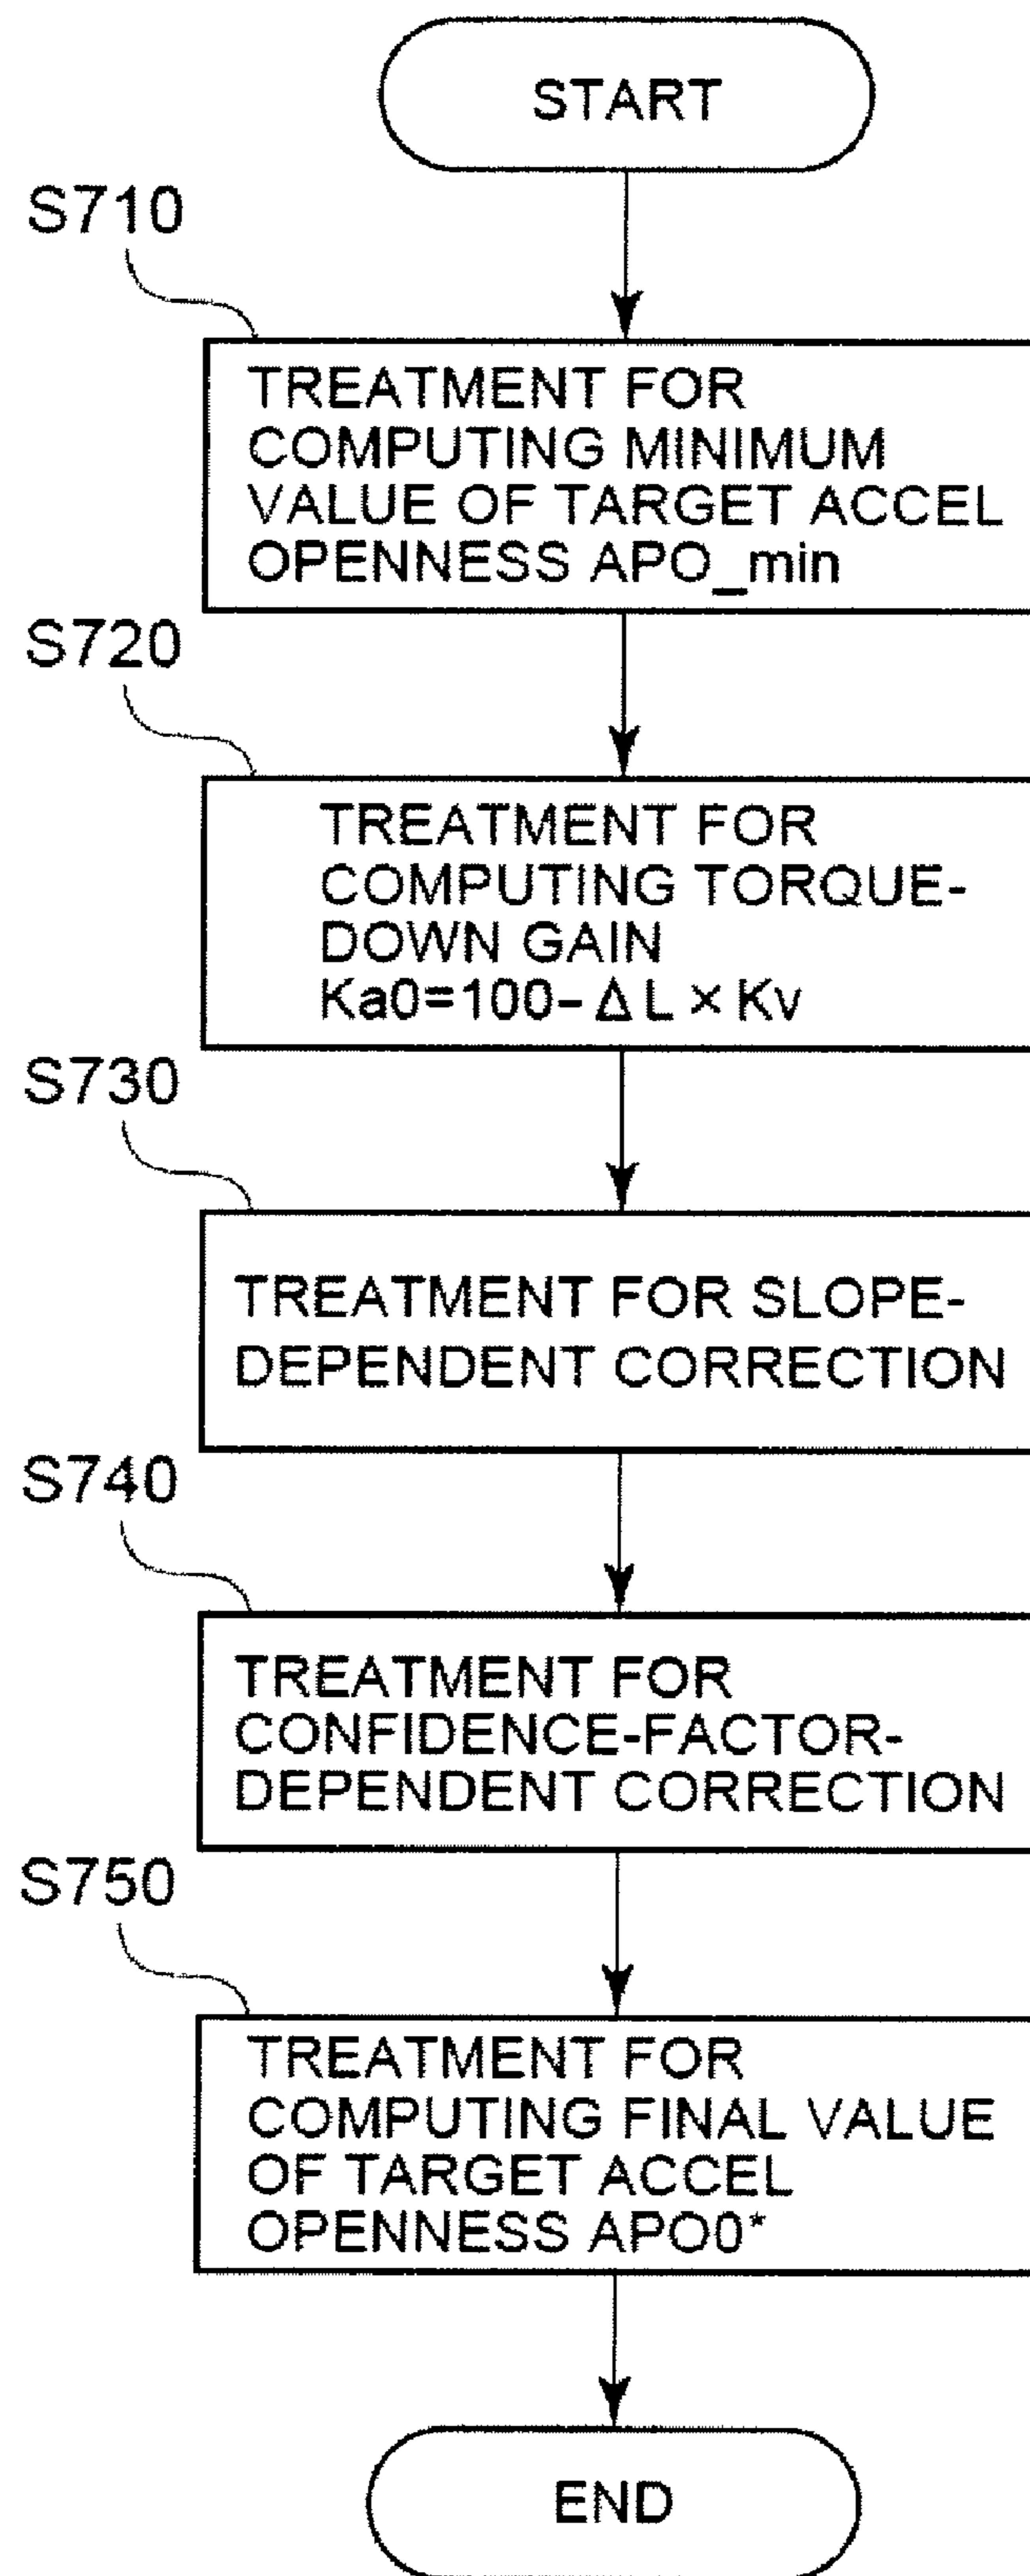 START
S710
TREATMENT FOR
COMPUTING MINIMUM
VALUE OF TARGET ACCEL
OPENNESS APO_min
S720
TREATMENT FOR
COMPUTING TORQUE-
DOWN GAIN
Ka0=100-ΔL×Kv
S730
TREATMENT FOR SLOPE-
DEPENDENT CORRECTION
S740
TREATMENT FOR
CONFIDENCE-FACTOR-
DEPENDENT CORRECTION
S750
TREATMENT FOR
COMPUTING FINAL VALUE
OF TARGET ACCEL
OPENNESS APO0*
END